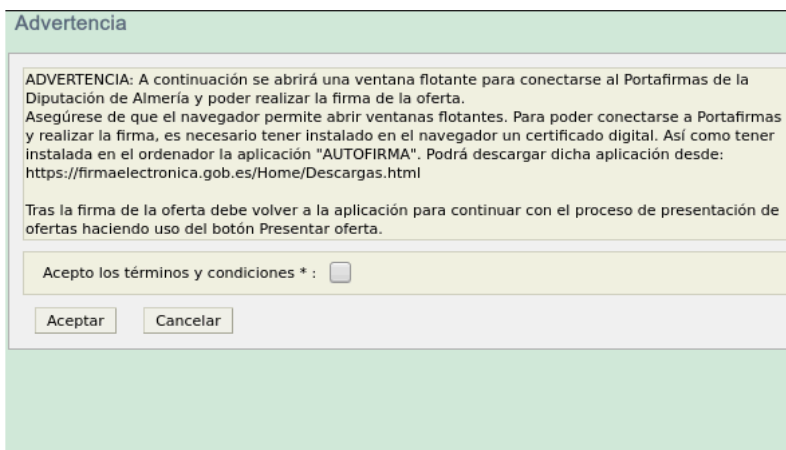 Advertencia
ADVERTENCIA: A continuación se abrirá una ventana flotante para conectarse al Portafirmas de la
Diputación de Almería y poder realizar la firma de la oferta.
Asegúrese de que el navegador permite abrir ventanas flotantes. Para poder conectarse a Portafirmas
y realizar la firma, es necesario tener instalado en el navegador un certificado digital. Así como tener
instalada en el ordenador la aplicación "AUTOFIRMA". Podrá descargar dicha aplicación desde:
https://firmaelectronica.gob.es/Home/Descargas.html
Tras la firma de la oferta debe volver a la aplicación para continuar con el proceso de presentación de
ofertas haciendo uso del botón Presentar oferta.
Acepto los términos y condiciones * :
Aceptar Cancelar